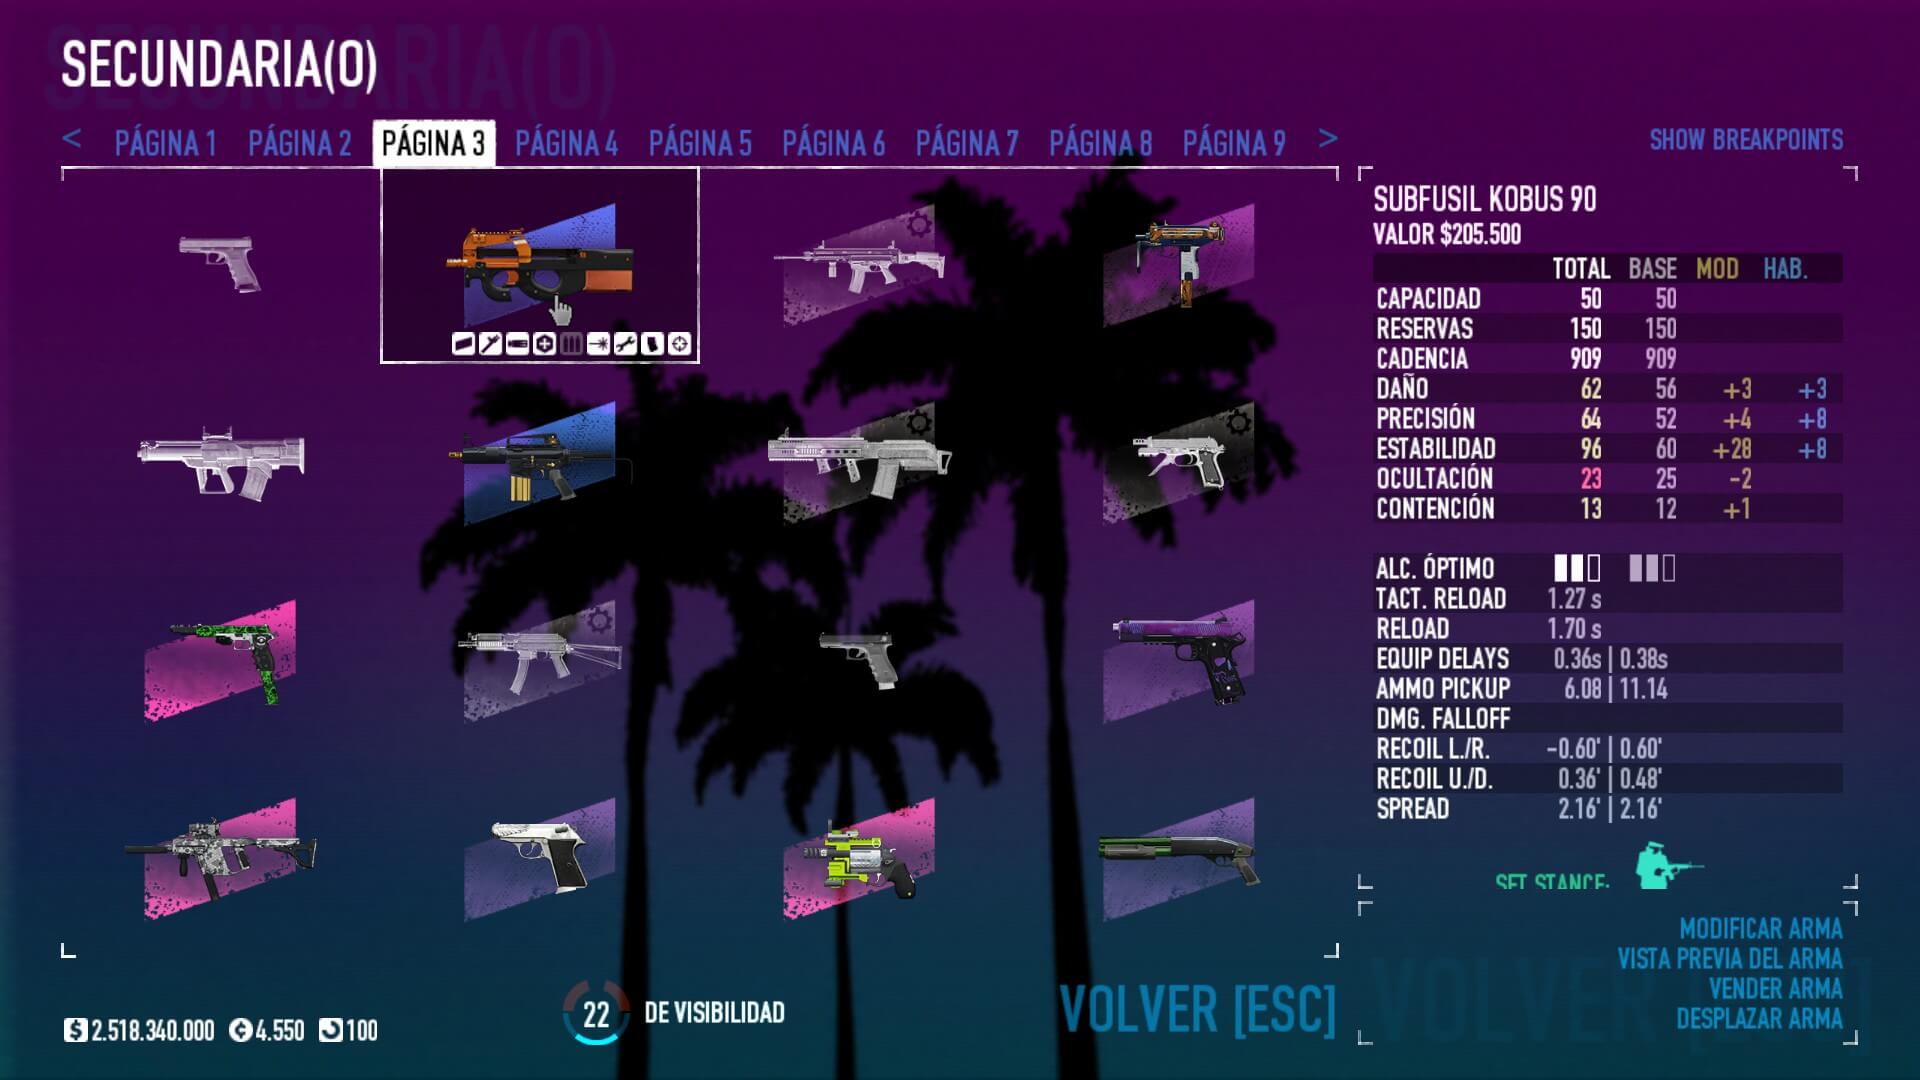 SECUNDARIA(O)
< PÁGINA 1 PÁGINA 2 PÁGINA 3 PÁGINA 4 PÁGINA 5 PÁGINA 6 PÁGINA 7 PÁGINA 8 PÁGINA 9 >
SHOW BREAKPOINTS
SUBFUSIL KOBUS 90
VALOR $205.500
TOTAL BASE MOD HAB.
CAPACIDAD 50 50
RESERVAS 150 150
CADENCIA 909 909
DAÑO 62 56 +3 +3
PRECISIÓN 64 52 +4 +8
ESTABILIDAD 96 60 +28 +8
OCULTACIÓN 23 25 -2
CONTENCIÓN 13 12 +1
ALC. ÓPTIMO
TACT. RELOAD 1.27 s
RELOAD 1.70 s
EQUIP DELAYS 0.36s | 0.38s
AMMO PICKUP 6.08 | 11.14
DMG. FALLOFF
RECOIL L./R. -0.60' | 0.60'
RECOIL U./D. 0.36' | 0.48'
SPREAD 2.16' | 2.16'
SET STANCE:
MODIFICAR ARMA
VISTA PREVIA DEL ARMA
VENDER ARMA
DESPLAZAR ARMA
$ 2.518.340.000 4.550 100
22 DE VISIBILIDAD
VOLVER [ESC]